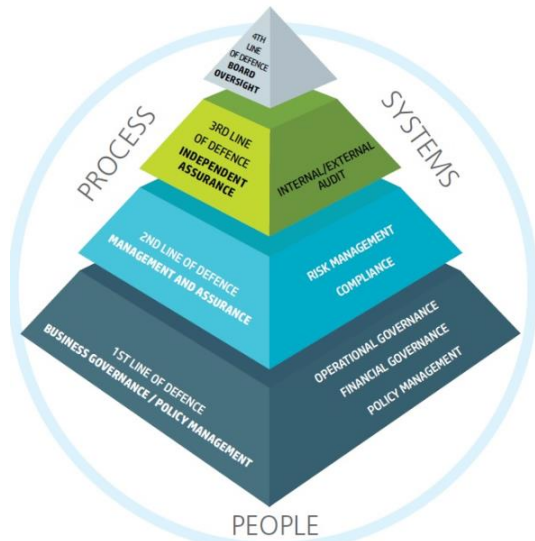 4TH
LINE
OF DEFENCE
BOARD
OVERSIGHT
PROCESS
SYSTEMS
3RD LINE
OF DEFENCE
INDEPENDENT
ASSURANCE
INTERNAL/EXTERNAL
AUDIT
2ND LINE OF DEFENCE
MANAGEMENT AND ASSURANCE
RISK MANAGEMENT
COMPLIANCE
1ST LINE OF DEFENCE
BUSINESS GOVERNANCE / POLICY MANAGEMENT
OPERATIONAL GOVERNANCE
FINANCIAL GOVERNANCE
POLICY MANAGEMENT
PEOPLE